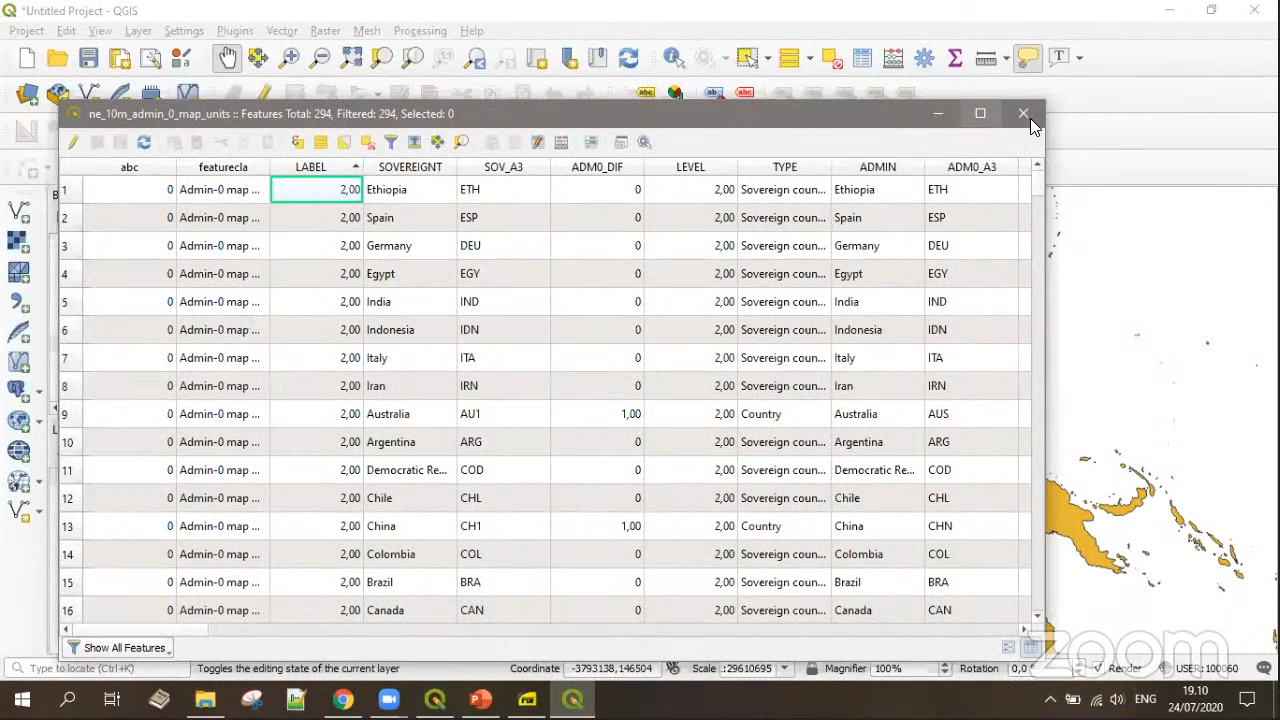 *Untitled Project - QGIS
Project Edit View Layer Settings Plugins Vector Raster Mesh Processing Help
ne_10m_admin_0_map_units :: Features Total: 294, Filtered: 294, Selected: 0
abc featurecla LABEL SOVEREIGNT SOV_A3 ADM0_DIF LEVEL TYPE ADMIN ADM0_A3
1 0 Admin-0 map ... 2,00 Ethiopia ETH 0 2,00 Sovereign coun... Ethiopia ETH
2 0 Admin-0 map ... 2,00 Spain ESP 0 2,00 Sovereign coun... Spain ESP
3 0 Admin-0 map ... 2,00 Germany DEU 0 2,00 Sovereign coun... Germany DEU
4 0 Admin-0 map ... 2,00 Egypt EGY 0 2,00 Sovereign coun... Egypt EGY
5 0 Admin-0 map ... 2,00 India IND 0 2,00 Sovereign coun... India IND
6 0 Admin-0 map ... 2,00 Indonesia IDN 0 2,00 Sovereign coun... Indonesia IDN
7 0 Admin-0 map ... 2,00 Italy ITA 0 2,00 Sovereign coun... Italy ITA
8 0 Admin-0 map ... 2,00 Iran IRN 0 2,00 Sovereign coun... Iran IRN
9 0 Admin-0 map ... 2,00 Australia AU1 1,00 2,00 Country Australia AUS
10 0 Admin-0 map ... 2,00 Argentina ARG 0 2,00 Sovereign coun... Argentina ARG
11 0 Admin-0 map ... 2,00 Democratic Re... COD 0 2,00 Sovereign coun... Democratic Re... COD
12 0 Admin-0 map ... 2,00 Chile CHL 0 2,00 Sovereign coun... Chile CHL
13 0 Admin-0 map ... 2,00 China CH1 1,00 2,00 Country China CHN
14 0 Admin-0 map ... 2,00 Colombia COL 0 2,00 Sovereign coun... Colombia COL
15 0 Admin-0 map ... 2,00 Brazil BRA 0 2,00 Sovereign coun... Brazil BRA
16 0 Admin-0 map ... 2,00 Canada CAN 0 2,00 Sovereign coun... Canada CAN
Show All Features
zoom
Type to locate (Ctrl+K) Toggles the editing state of the current layer Coordinate -3793138,146504 Scale :29610695 Magnifier 100% Rotation 0,0 Render USER:100060
ENG 19.10
24/07/2020